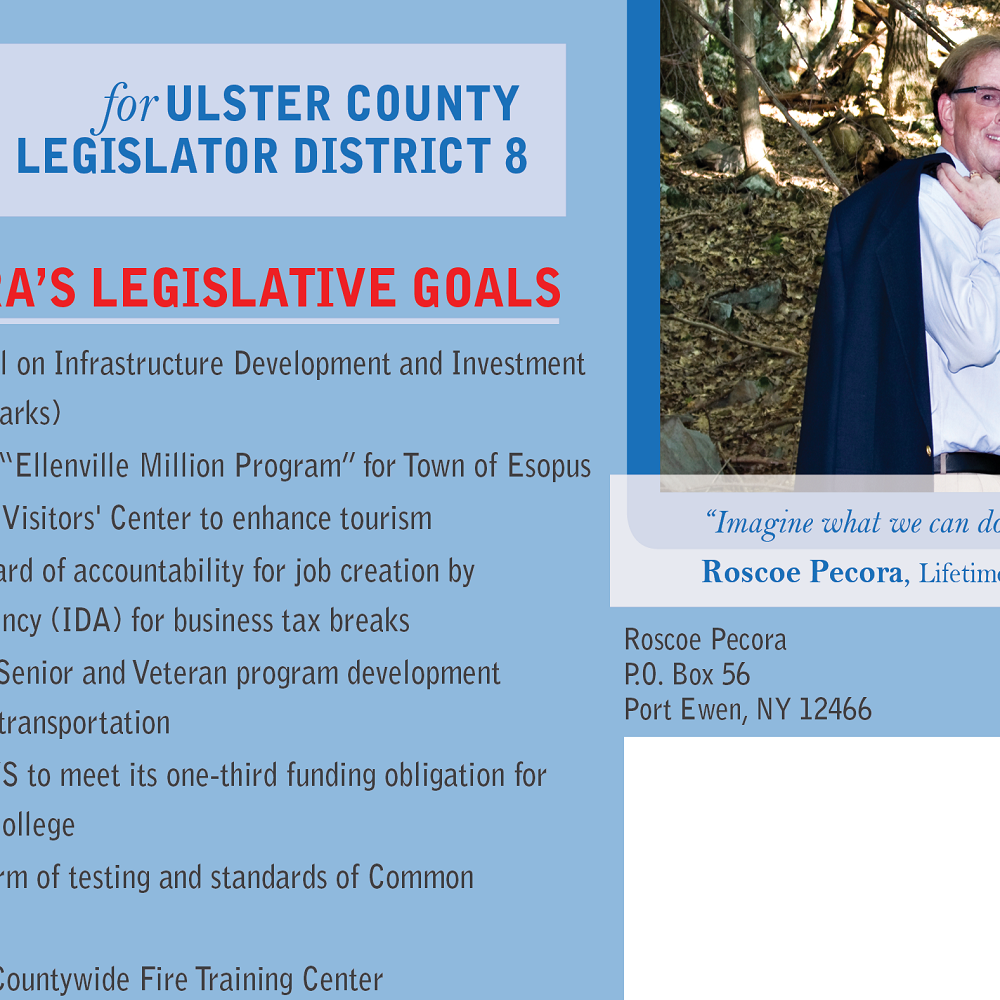 for ULSTER COUNTY
LEGISLATOR DISTRICT 8
RA’S LEGISLATIVE GOALS
l on Infrastructure Development and Investment
arks)
“Ellenville Million Program” for Town of Esopus
Visitors' Center to enhance tourism
ard of accountability for job creation by
ncy (IDA) for business tax breaks
Senior and Veteran program development
transportation
YS to meet its one-third funding obligation for
ollege
rm of testing and standards of Common
Countywide Fire Training Center
“Imagine what we can do
Roscoe Pecora, Lifetime
Roscoe Pecora
P.O. Box 56
Port Ewen, NY 12466